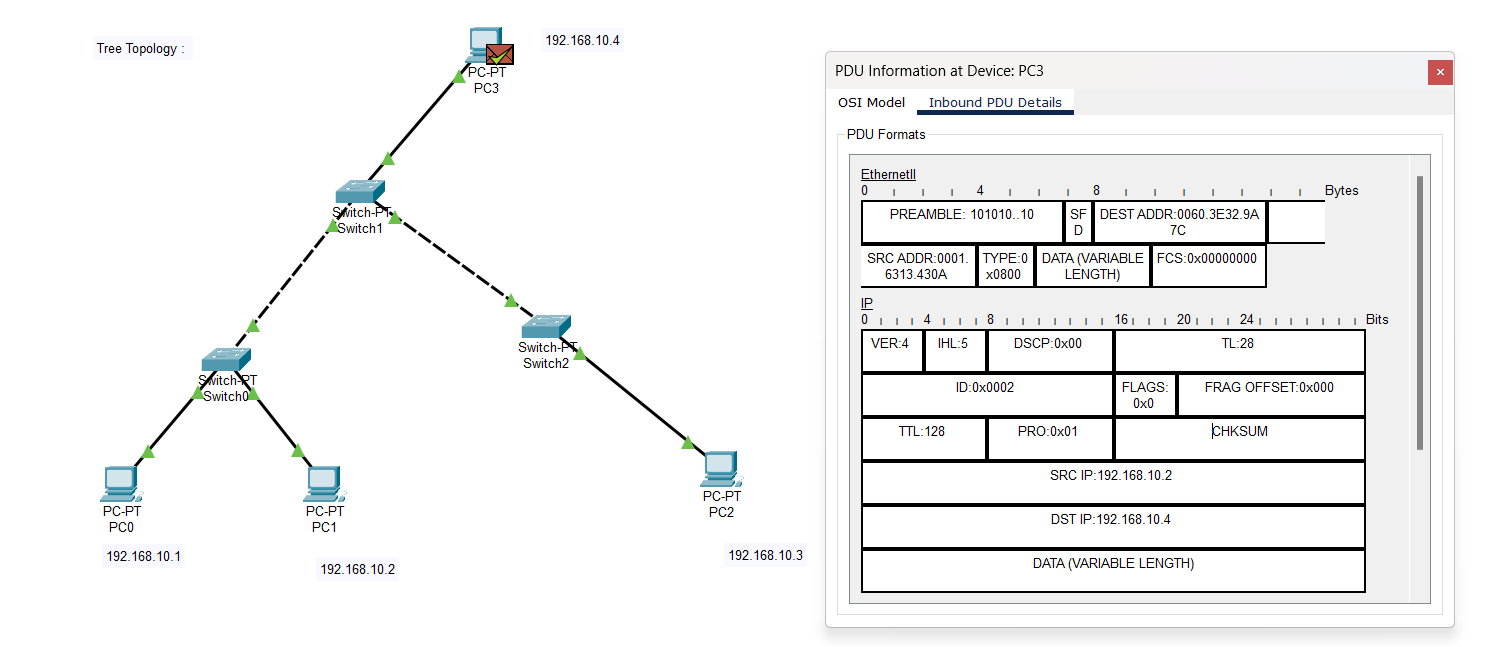 Tree Topology :
192.168.10.4
PC-PT
PC3
Switch-PT
Switch1
Switch-PT
Switch2
Switch-PT
Switch0
PC-PT
PC0
192.168.10.1
PC-PT
PC1
192.168.10.2
PC-PT
PC2
192.168.10.3
PDU Information at Device: PC3
×
OSI Model
Inbound PDU Details
PDU Formats
EthernetII
0 4 8 Bytes
PREAMBLE: 101010..10
SF
D
DEST ADDR:0060.3E32.9A
7C
SRC ADDR:0001.
6313.430A
TYPE:0
x0800
DATA (VARIABLE
LENGTH)
FCS:0x00000000
IP
0 4 8 16 20 24 Bits
VER:4
IHL:5
DSCP:0x00
TL:28
ID:0x0002
FLAGS:
0x0
FRAG OFFSET:0x000
TTL:128
PRO:0x01
CHKSUM
SRC IP:192.168.10.2
DST IP:192.168.10.4
DATA (VARIABLE LENGTH)